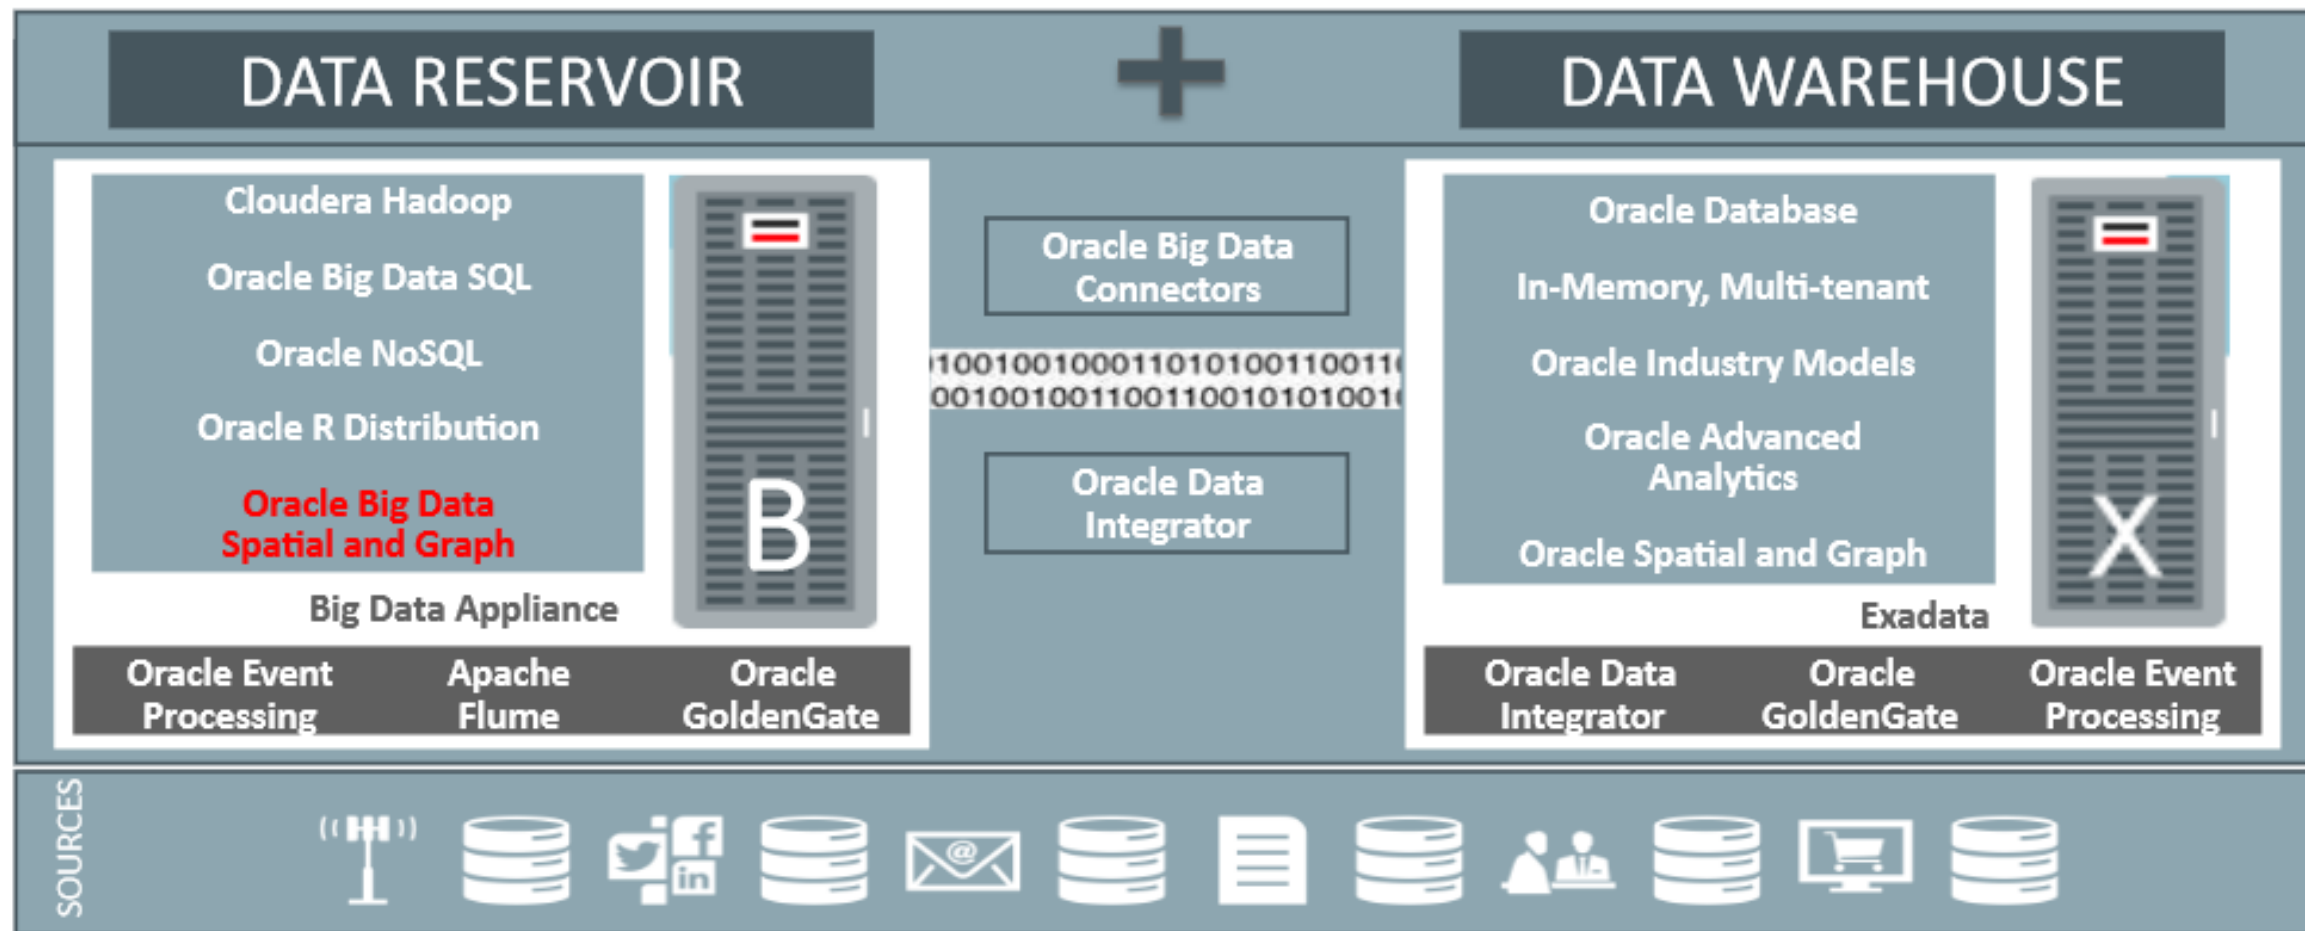 DATA RESERVOIR
DATA WAREHOUSE
Cloudera Hadoop
Oracle Big Data SQL
Oracle NoSQL
Oracle R Distribution
Oracle Big Data
Spatial and Graph
B
Big Data Appliance
Oracle Event
Processing
Apache
Flume
Oracle
GoldenGate
Oracle Big Data
Connectors
Oracle Data
Integrator
Oracle Database
In-Memory, Multi-tenant
Oracle Industry Models
Oracle Advanced
Analytics
Oracle Spatial and Graph
X
Exadata
Oracle Data
Integrator
Oracle
GoldenGate
Oracle Event
Processing
SOURCES
f
in
@